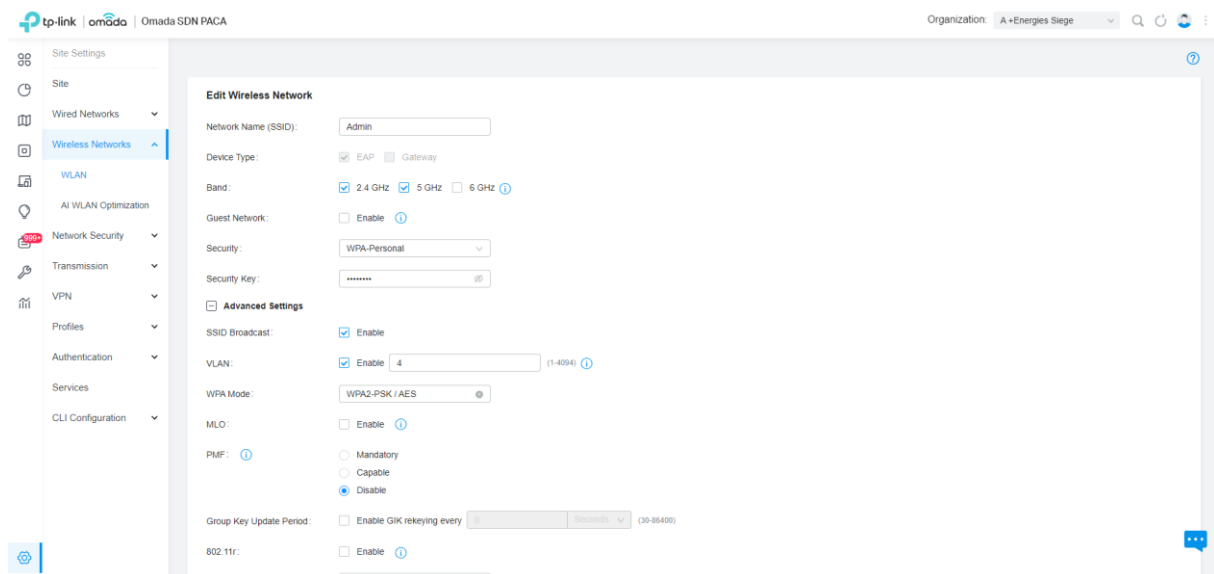 tp-link | omada | Omada SDN PACA
Organization: A +Energies Siege
Site Settings
Site
Wired Networks
Wireless Networks
WLAN
AI WLAN Optimization
999+
Network Security
Transmission
VPN
Profiles
Authentication
Services
CLI Configuration
Edit Wireless Network
Network Name (SSID): Admin
Device Type: EAP Gateway
Band: 2.4 GHz 5 GHz 6 GHz
Guest Network: Enable
Security: WPA-Personal
Security Key: ••••••••
Advanced Settings
SSID Broadcast: Enable
VLAN: Enable 4 (1-4094)
WPA Mode: WPA2-PSK / AES
MLO: Enable
PMF: Mandatory
Capable
Disable
Group Key Update Period: Enable GIK rekeying every 0 Seconds (30-86400)
802.11r: Enable